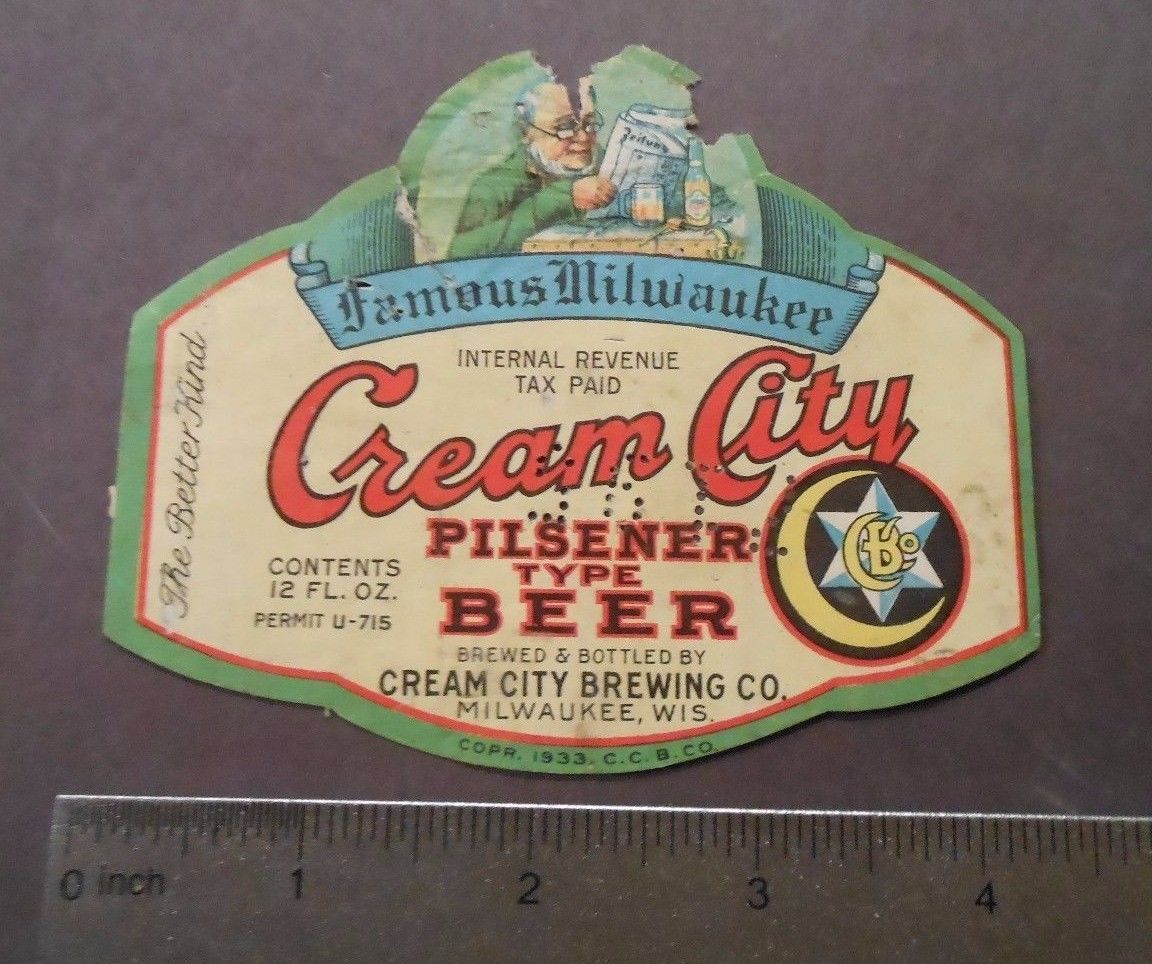 Zeitung
Famous Milwaukee
INTERNAL REVENUE
TAX PAID
Cream City
PILSENER
TYPE
BEER
The Better Kind
CONTENTS
12 FL. OZ.
PERMIT U-715
CCBCo
BREWED & BOTTLED BY
CREAM CITY BREWING CO.
MILWAUKEE, WIS.
COPR. 1933. C. C. B. CO.
0 inch 1 2 3 4